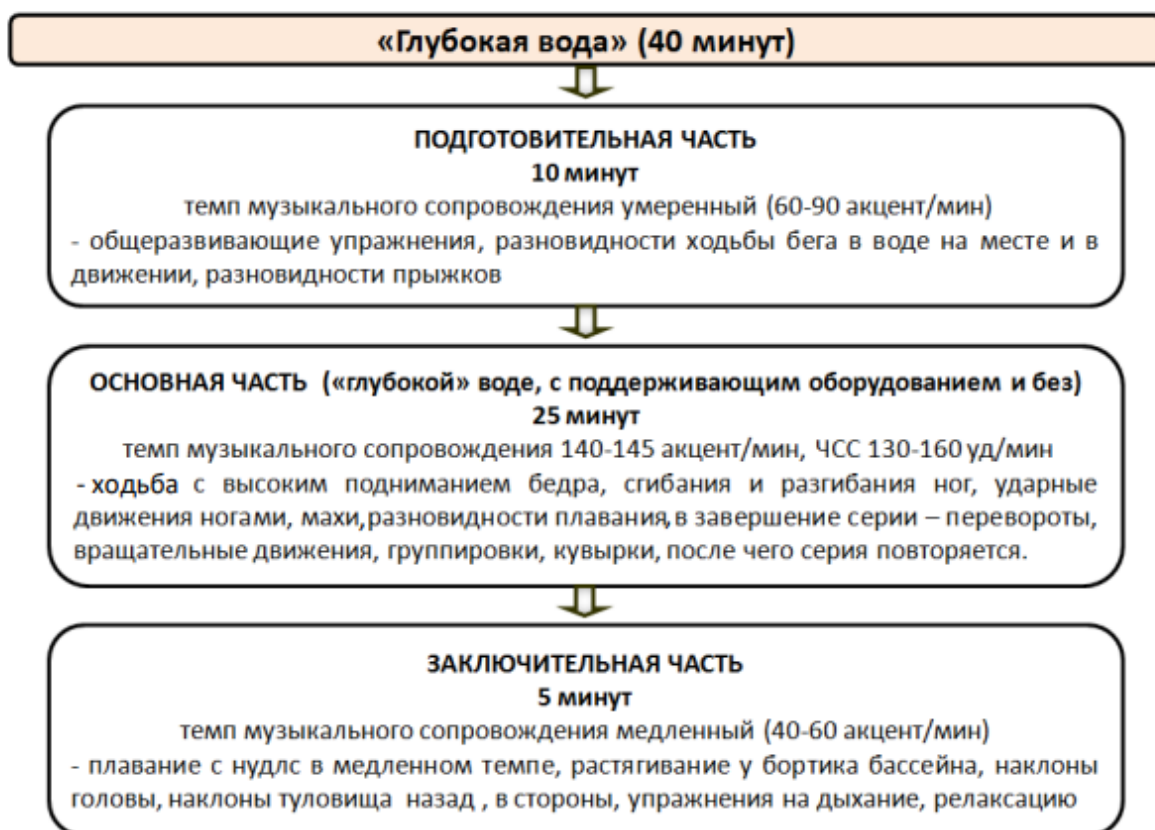 «Глубокая вода» (40 минут)
ПОДГОТОВИТЕЛЬНАЯ ЧАСТЬ
10 минут
темп музыкального сопровождения умеренный (60-90 акцент/мин)
- общеразвивающие упражнения, разновидности ходьбы бега в воде на месте и в
движении, разновидности прыжков
ОСНОВНАЯ ЧАСТЬ («глубокой» воде, с поддерживающим оборудованием и без)
25 минут
темп музыкального сопровождения 140-145 акцент/мин, ЧСС 130-160 уд/мин
- ходьба с высоким подниманием бедра, сгибания и разгибания ног, ударные
движения ногами, махи, разновидности плавания, в завершение серии – перевороты,
вращательные движения, группировки, кувырки, после чего серия повторяется.
ЗАКЛЮЧИТЕЛЬНАЯ ЧАСТЬ
5 минут
темп музыкального сопровождения медленный (40-60 акцент/мин)
- плавание с нудлс в медленном темпе, растягивание у бортика бассейна, наклоны
головы, наклоны туловища назад , в стороны, упражнения на дыхание, релаксацию